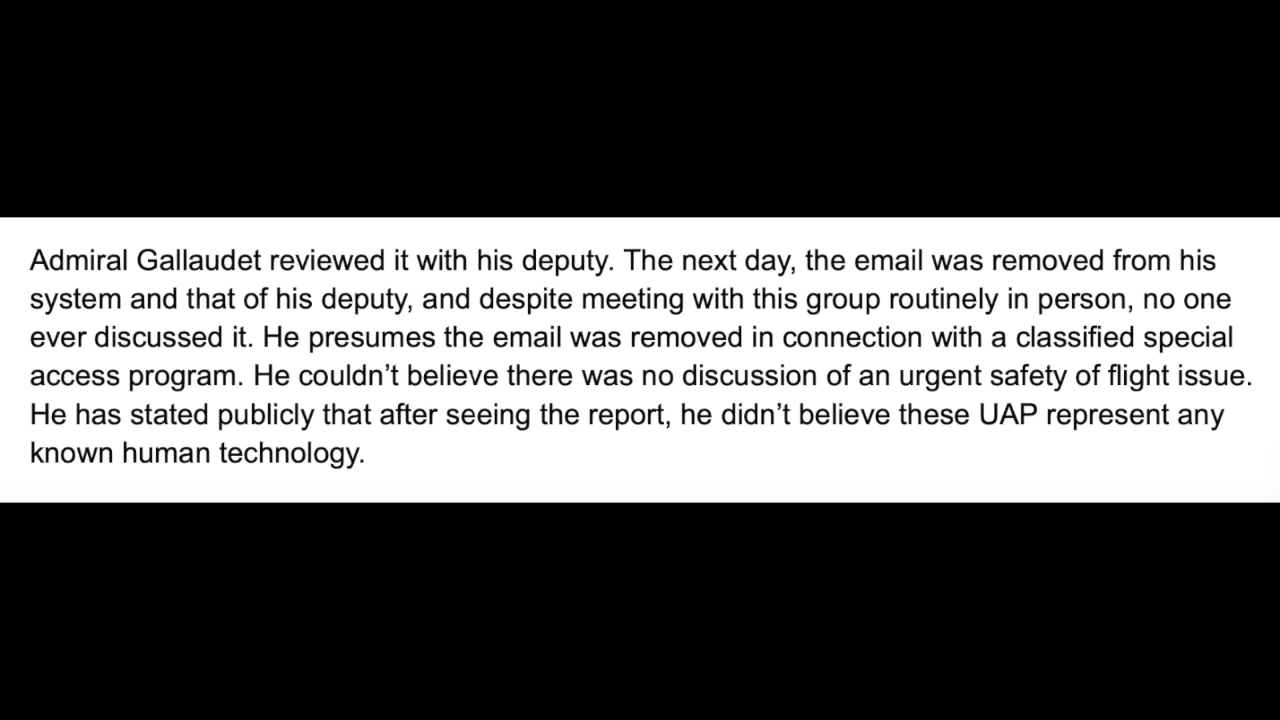 Admiral Gallaudet reviewed it with his deputy. The next day, the email was removed from his
system and that of his deputy, and despite meeting with this group routinely in person, no one
ever discussed it. He presumes the email was removed in connection with a classified special
access program. He couldn’t believe there was no discussion of an urgent safety of flight issue.
He has stated publicly that after seeing the report, he didn’t believe these UAP represent any
known human technology.